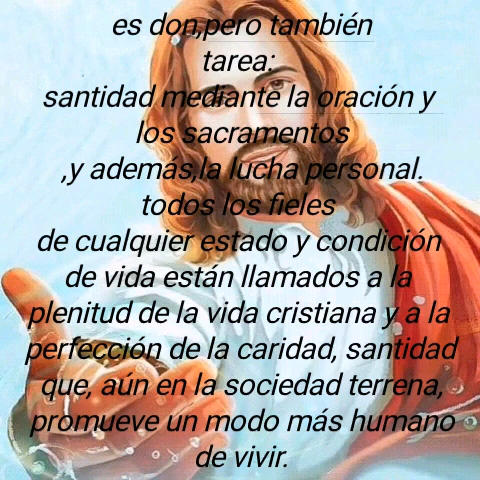 es don,pero también
tarea:
santidad mediante la oración y
los sacramentos
,y además,la lucha personal.
todos los fieles
de cualquier estado y condición
de vida están llamados a la
plenitud de la vida cristiana y a la
perfección de la caridad, santidad
que, aún en la sociedad terrena,
promueve un modo más humano
de vivir.